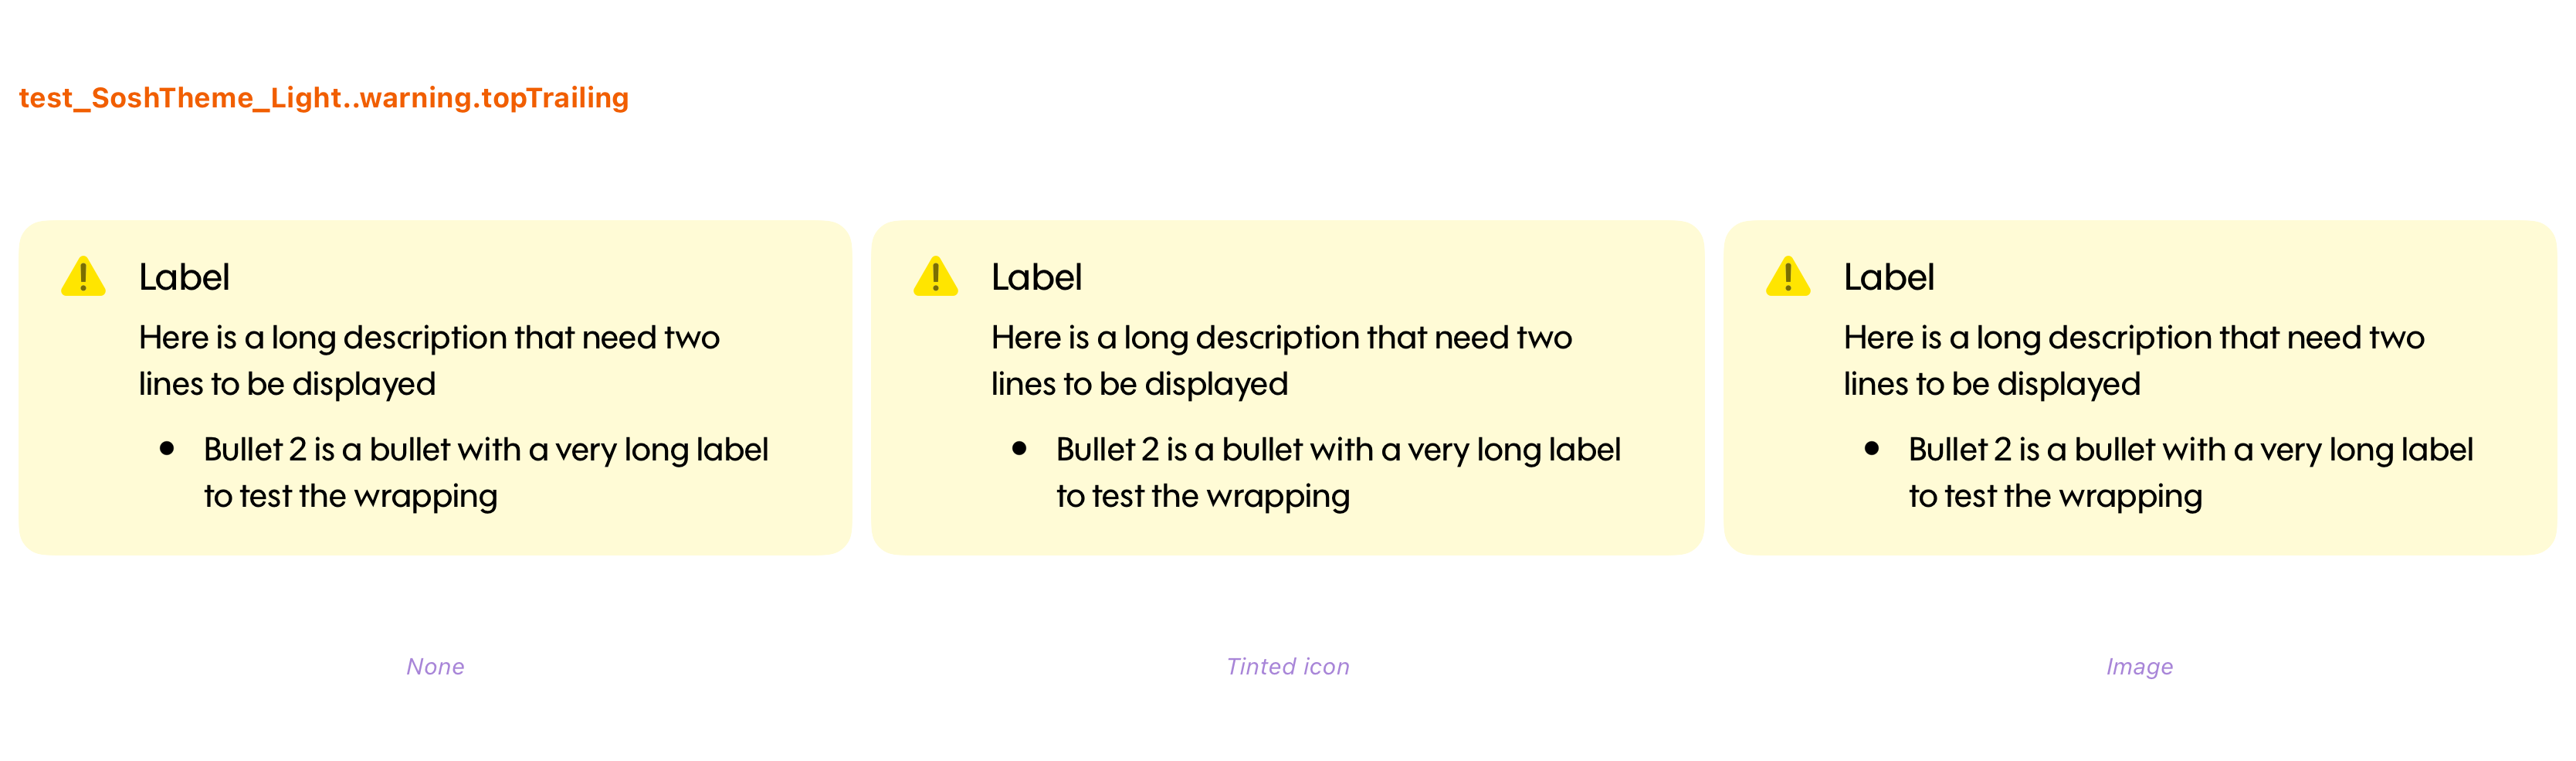 test_SoshTheme_Light..warning.topTrailing
Label
Here is a long description that need two
lines to be displayed
• Bullet 2 is a bullet with a very long label
to test the wrapping
Label
Here is a long description that need two
lines to be displayed
• Bullet 2 is a bullet with a very long label
to test the wrapping
Label
Here is a long description that need two
lines to be displayed
• Bullet 2 is a bullet with a very long label
to test the wrapping
None
Tinted icon
Image